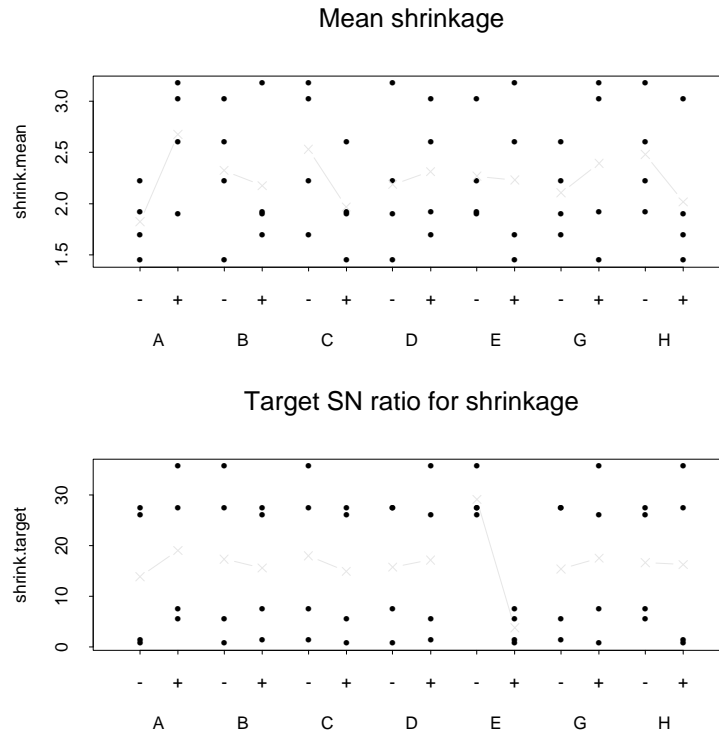 Mean shrinkage
shrink.mean
3.0
2.5
2.0
1.5
- + - + - + - + - + - + - +
A B C D E G H
Target SN ratio for shrinkage
shrink.target
30
20
10
0
- + - + - + - + - + - + - +
A B C D E G H